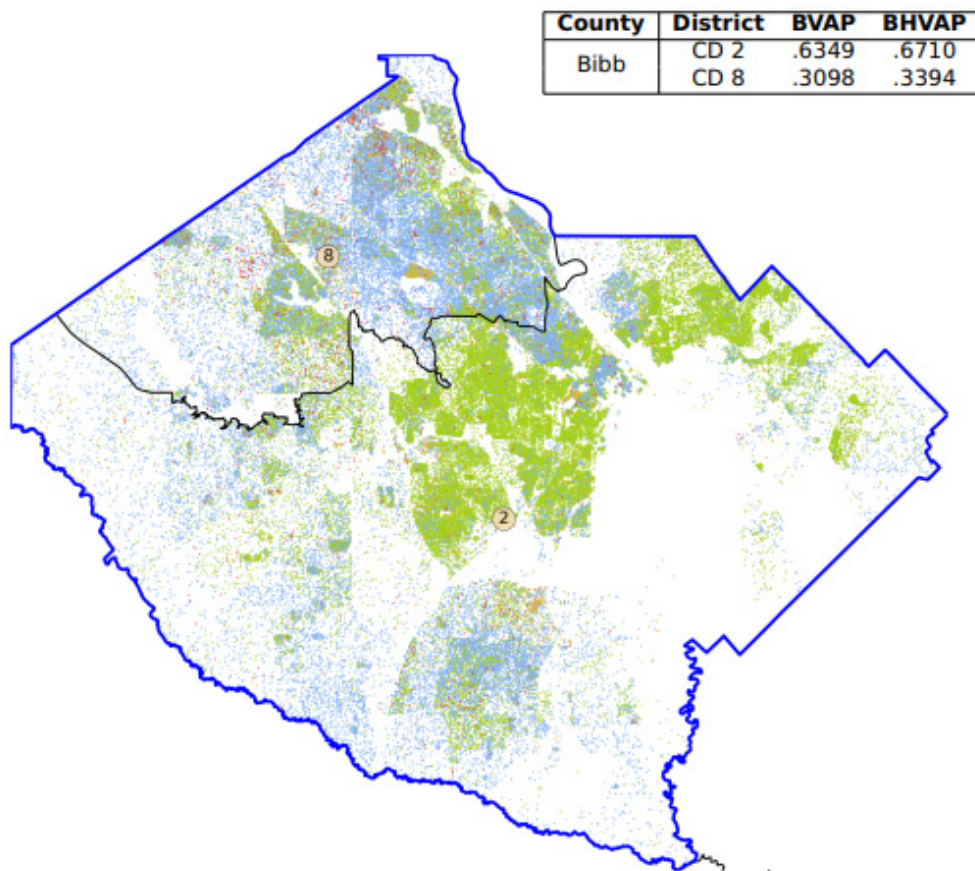 County District BVAP BHVAP
Bibb CD 2 .6349 .6710
CD 8 .3098 .3394
8
2